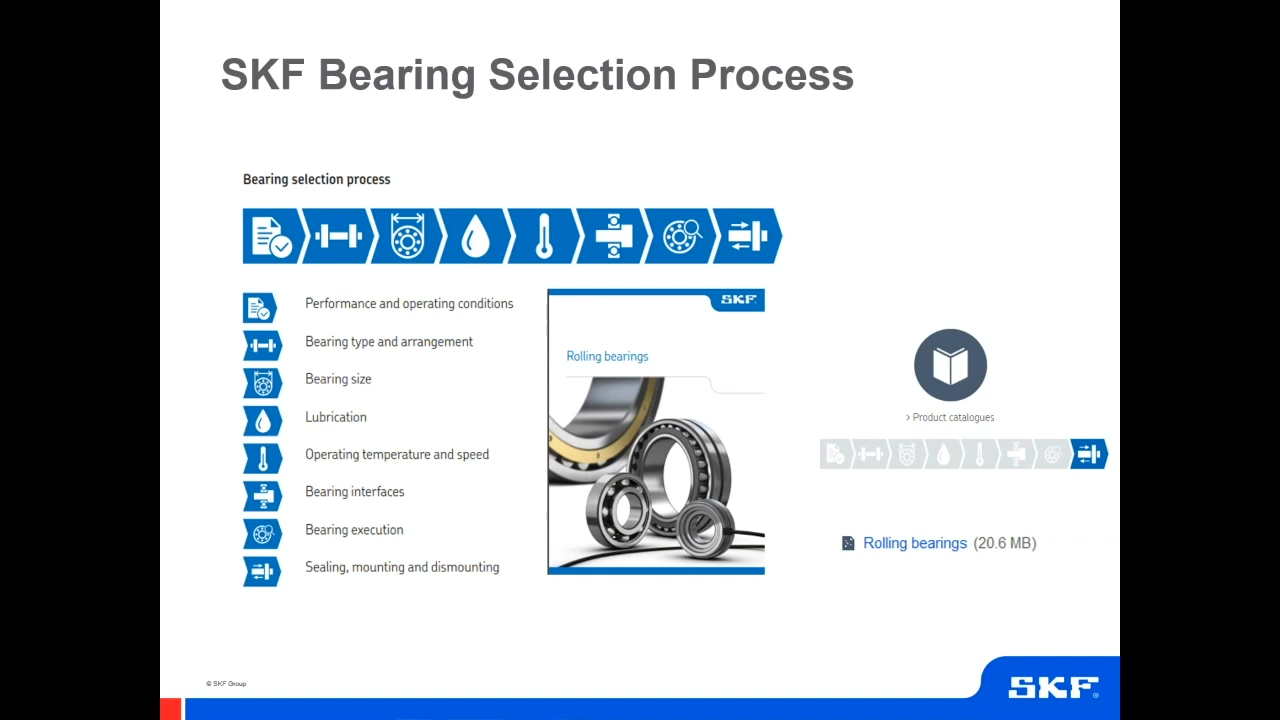 SKF Bearing Selection Process
Bearing selection process
Performance and operating conditions
Bearing type and arrangement
Bearing size
Lubrication
Operating temperature and speed
Bearing interfaces
Bearing execution
Sealing, mounting and dismounting
SKF
Rolling bearings
> Product catalogues
Rolling bearings (20.6 MB)
© SKF Group
SKF®